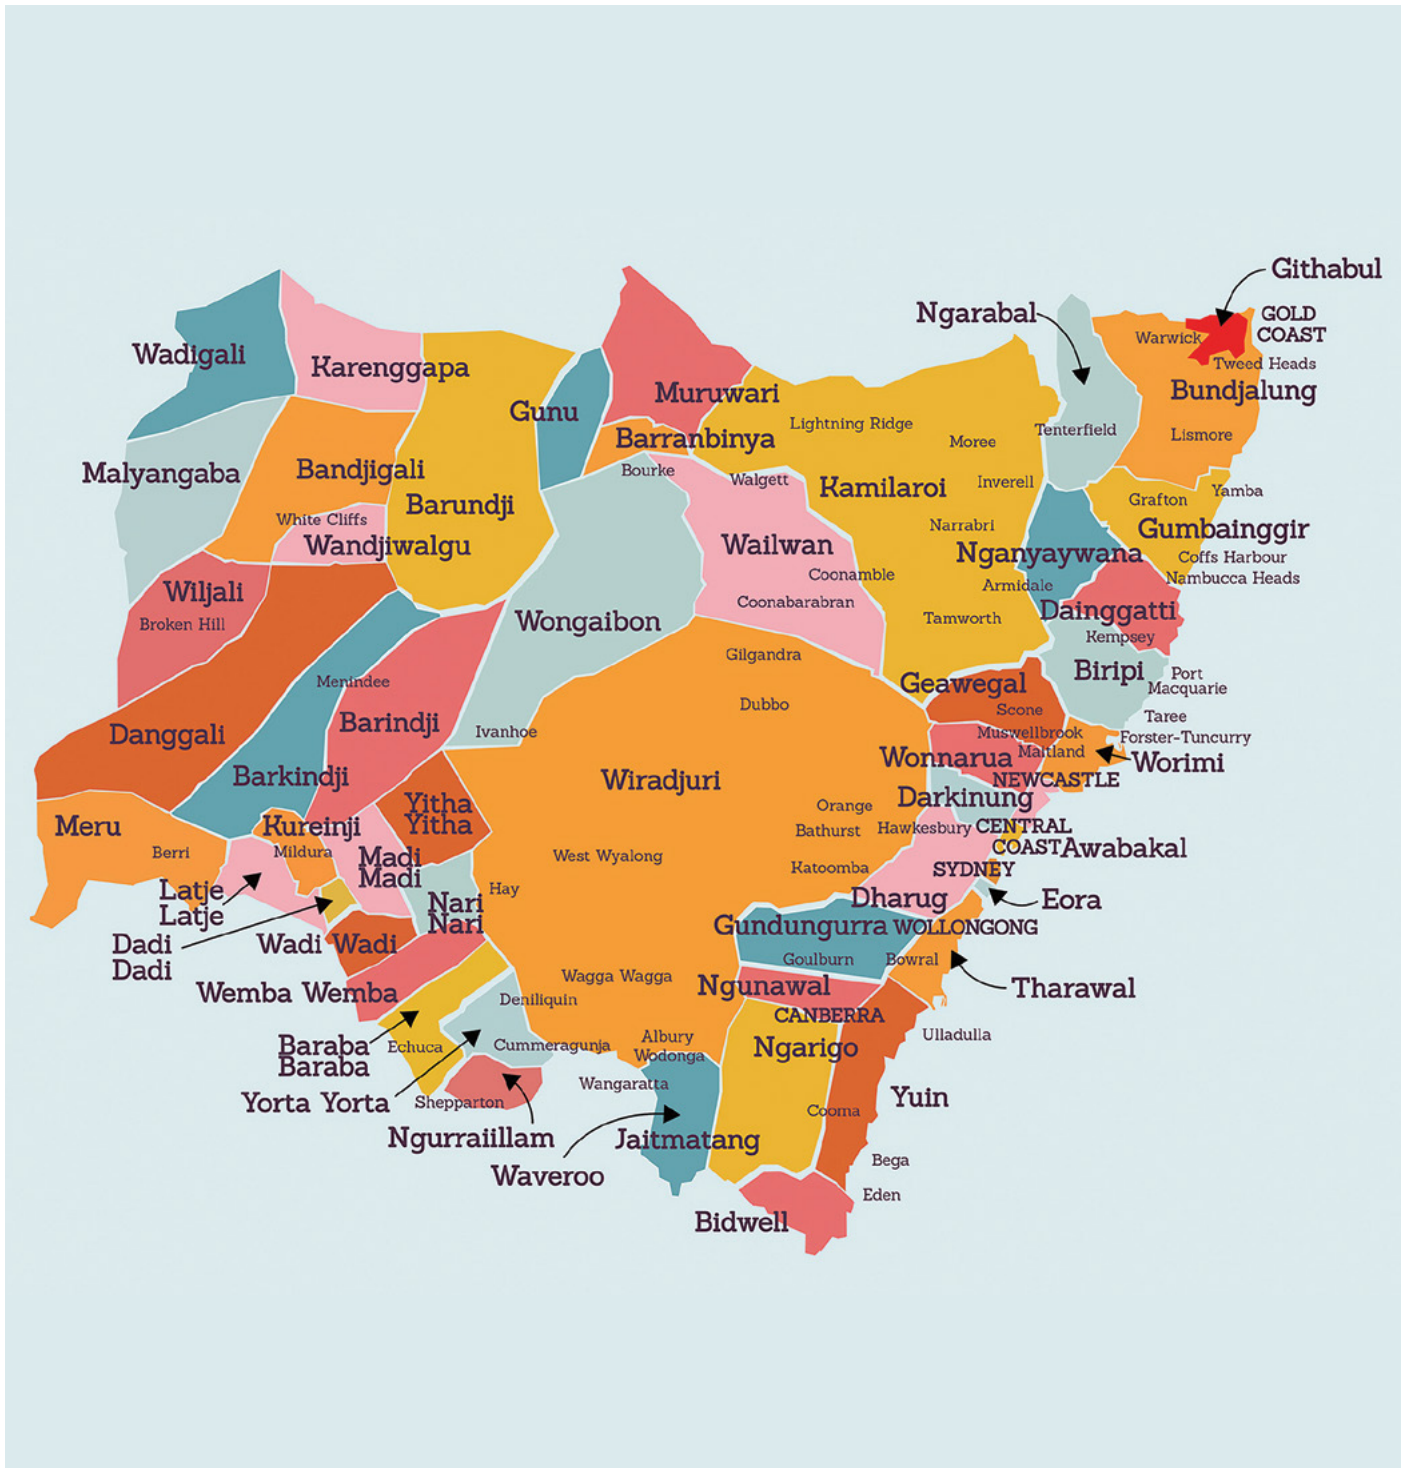 Githabul
Ngarabal
GOLD
COAST
Warwick
Wadigali
Karenggapa
Tweed Heads
Muruwari
Bundjalung
Gunu
Lightning Ridge
Tenterfield
Barranbinya
Moree
Lismore
Malyangaba
Bandjigali
Bourke
Walgett
Kamilaroi
Inverell
Grafton
Yamba
Barundji
White Cliffs
Narrabri
Gumbainggir
Wandjiwalgu
Wailwan
Nganyaywana
Coffs Harbour
Coonamble
Armidale
Nambucca Heads
Wiljali
Coonabarabran
Dainggatti
Broken Hill
Wongaibon
Tamworth
Kempsey
Gilgandra
Biripi
Port
Macquarie
Menindee
Geawegal
Dubbo
Scone
Taree
Danggali
Barindji
Ivanhoe
Muswellbrook
Forster-Tuncurry
Wonnarua
Maitland
Worimi
Barkindji
Wiradjuri
NEWCASTLE
Yitha
Yitha
Orange
Darkinung
Meru
Kureinji
Bathurst
Hawkesbury
CENTRAL
COAST
Awabakal
Berri
Mildura
Madi
Madi
West Wyalong
Katoomba
SYDNEY
Latje
Latje
Hay
Nari
Nari
Dharug
Eora
Dadi
Dadi
Wadi Wadi
Gundungurra
WOLLONGONG
Goulburn
Bowral
Wemba Wemba
Wagga Wagga
Ngunawal
Tharawal
Deniliquin
CANBERRA
Baraba
Baraba
Echuca
Cummeragunja
Albury
Wodonga
Ngarigo
Ulladulla
Yorta Yorta
Shepparton
Wangaratta
Yuin
Cooma
Ngurraiillam
Jaitmatang
Waveroo
Bega
Eden
Bidwell